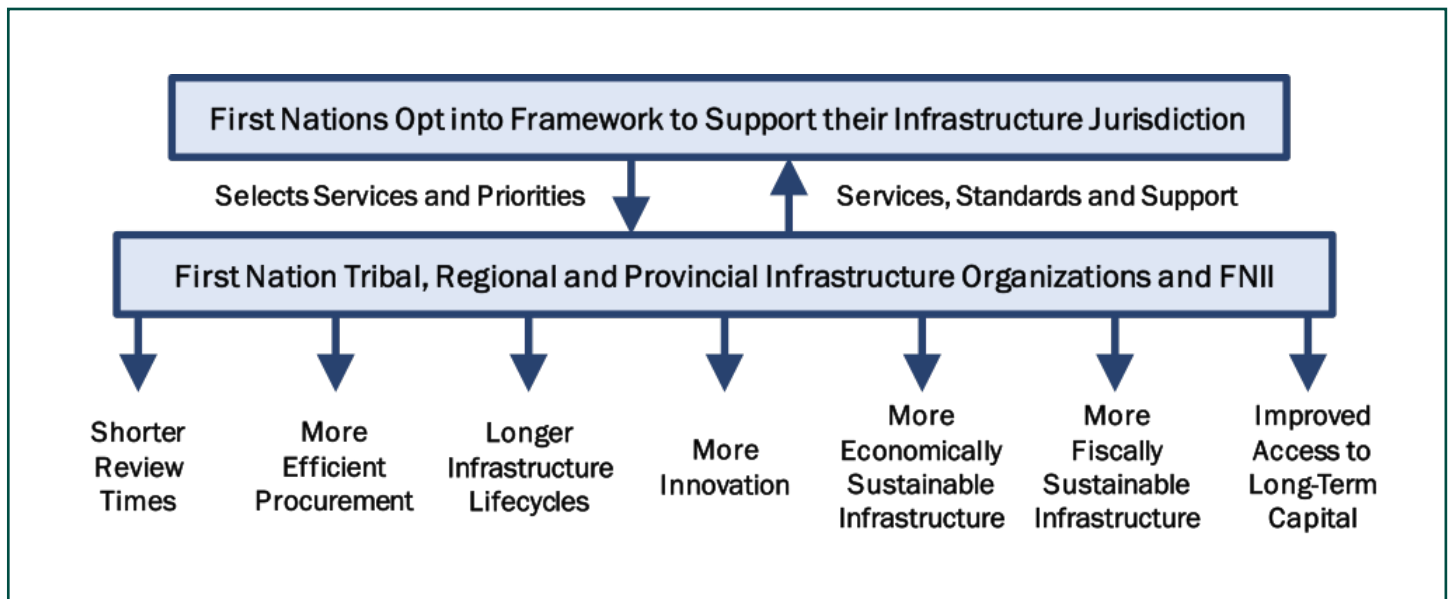 First Nations Opt into Framework to Support their Infrastructure Jurisdiction
Selects Services and Priorities
Services, Standards and Support
First Nation Tribal, Regional and Provincial Infrastructure Organizations and FNII
Shorter
Review
Times
More
Efficient
Procurement
Longer
Infrastructure
Lifecycles
More
Innovation
More
Economically
Sustainable
Infrastructure
More
Fiscally
Sustainable
Infrastructure
Improved
Access to
Long-Term
Capital